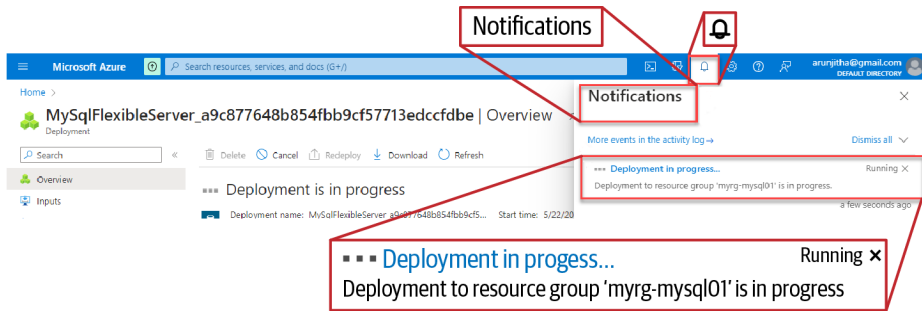 Notifications
Microsoft Azure
Search resources, services, and docs (G+/)
arunjitha@gmail.com
DEFAULT DIRECTORY
Home >
MySqlFlexibleServer_a9c877648b854fbb9cf57713edccfdbe | Overview
Deployment
Search
«
Delete Cancel Redeploy Download Refresh
Overview
Inputs
Deployment is in progress
Deployment name: MySqlFlexibleServer_a9c877648b854fbb9cf5... Start time: 5/22/20
Notifications
More events in the activity log →
Dismiss all
Deployment in progress...
Running
Deployment to resource group 'myrg-mysql01' is in progress.
a few seconds ago
Deployment in progess...
Running
Deployment to resource group ‘myrg-mysql01’ is in progress